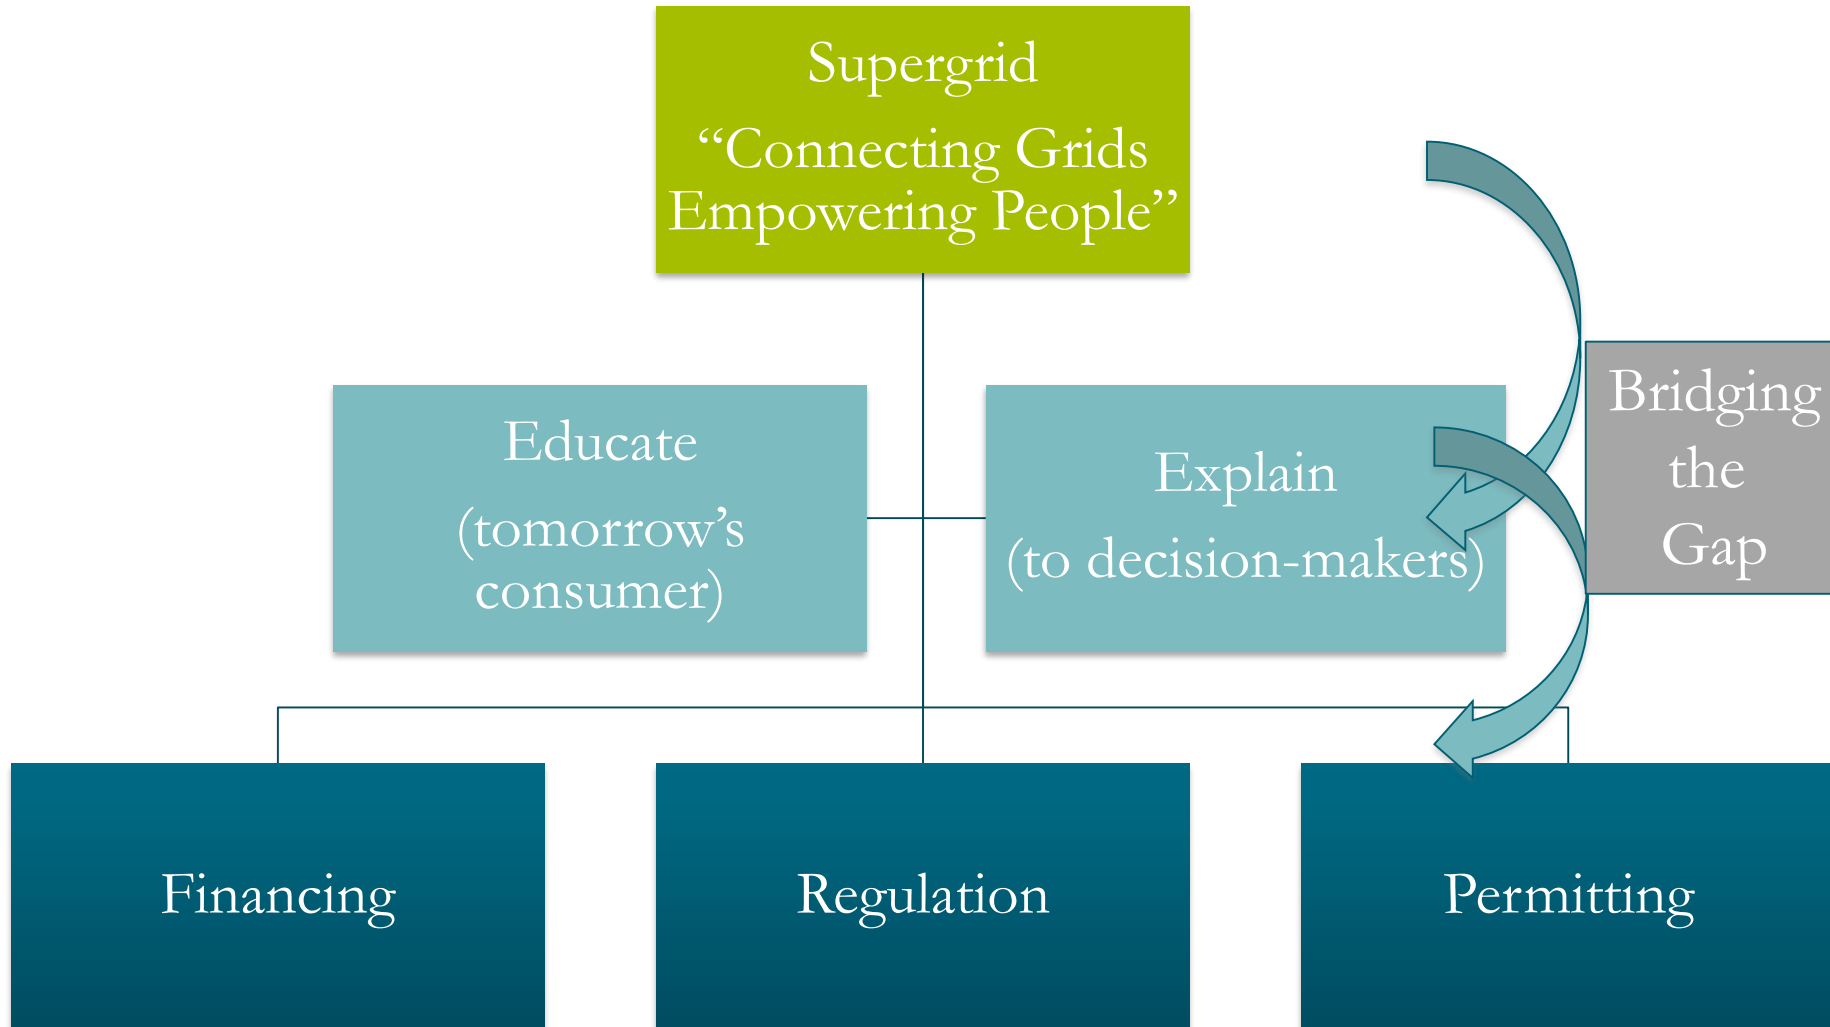 Supergrid
“Connecting Grids
Empowering People”
Educate
(tomorrow’s
consumer)
Explain
(to decision-makers)
Bridging
the
Gap
Financing
Regulation
Permitting